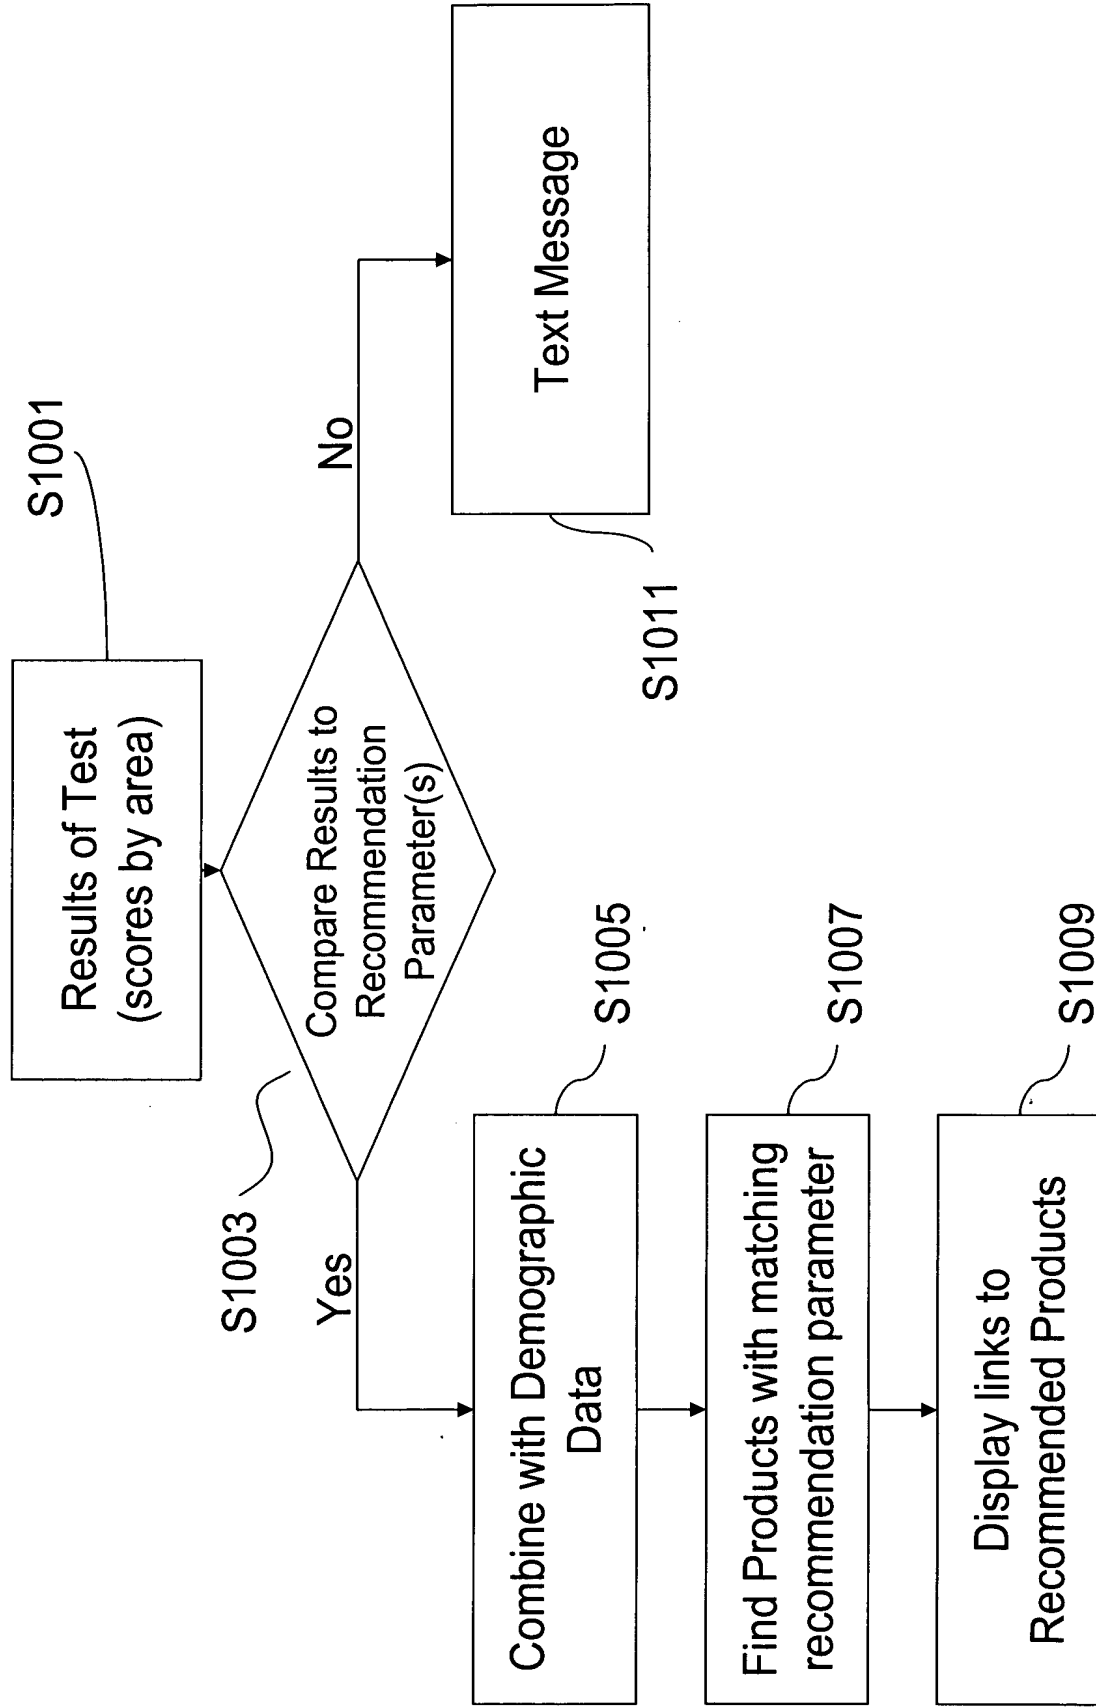 S1001
Results of Test
(scores by area)
S1003
Compare Results to
Recommendation
Parameter(s)
Yes
No
Combine with Demographic
Data
S1005
Text Message
S1011
Find Products with matching
recommendation parameter
S1007
Display links to
Recommended Products
S1009